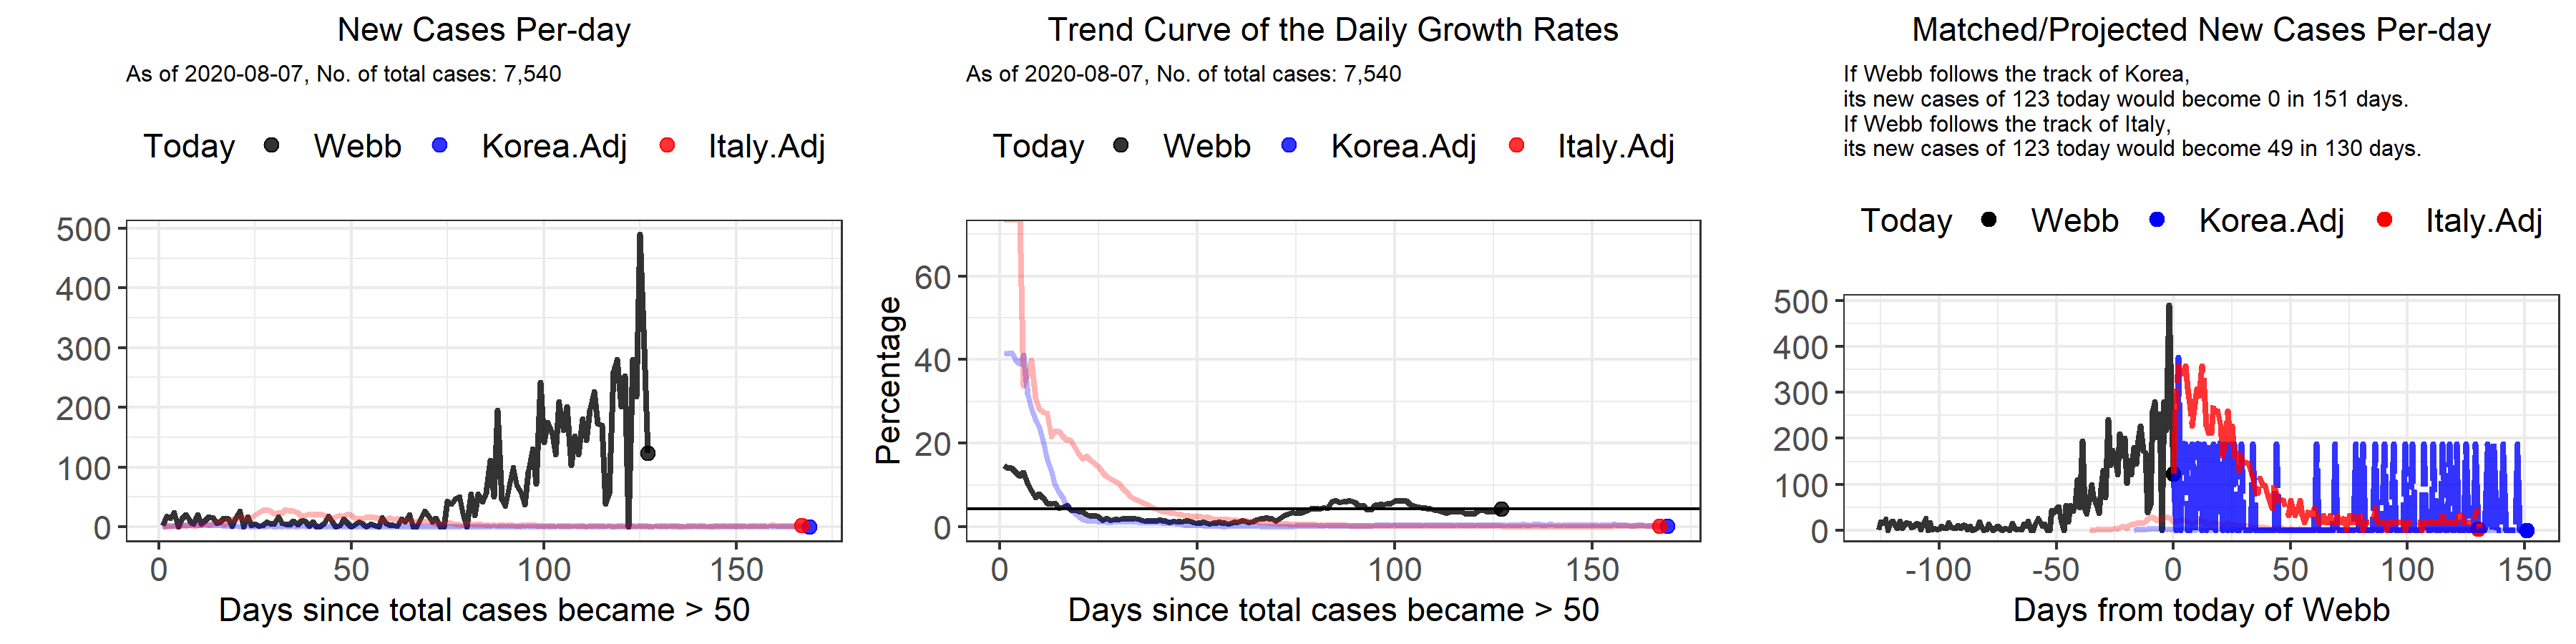 New Cases Per-day
As of 2020-08-07, No. of total cases: 7,540
Today Webb Korea.Adj Italy.Adj
500
400
300
200
100
0
0 50 100 150
Days since total cases became > 50
Trend Curve of the Daily Growth Rates
As of 2020-08-07, No. of total cases: 7,540
Today Webb Korea.Adj Italy.Adj
Percentage
60
40
20
0
0 50 100 150
Days since total cases became > 50
Matched/Projected New Cases Per-day
If Webb follows the track of Korea,
its new cases of 123 today would become 0 in 151 days.
If Webb follows the track of Italy,
its new cases of 123 today would become 49 in 130 days.
Today Webb Korea.Adj Italy.Adj
500
400
300
200
100
0
-100 -50 0 50 100 150
Days from today of Webb